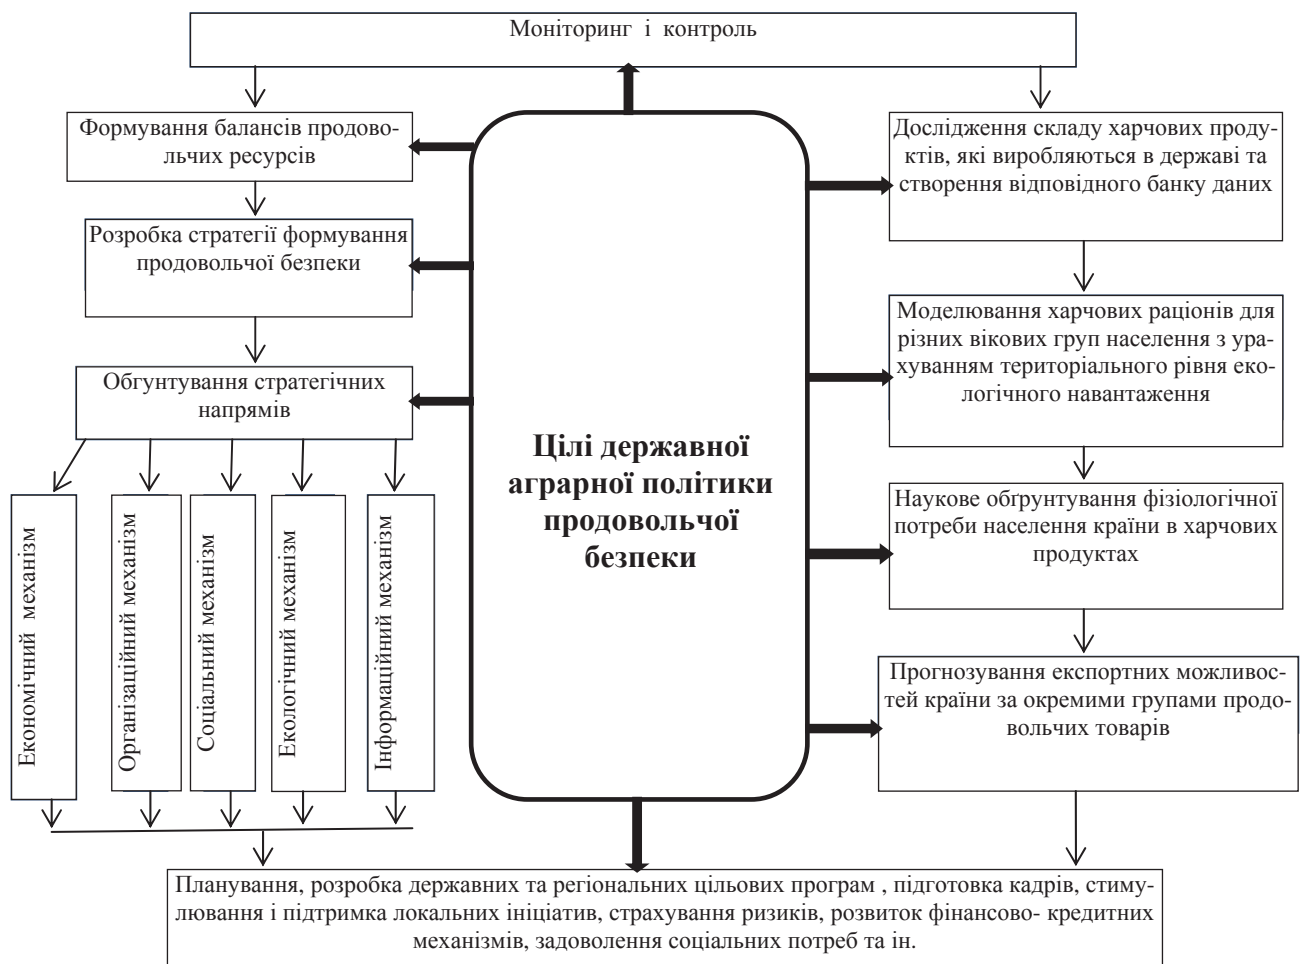 Моніторинг і контроль
Формування балансів продово-
льчих ресурсів
Розробка стратегії формування
продовольчої безпеки
Обгунтування стратегічних
напрямів
Економічний механізм
Організаційний механізм
Соціальний механізм
Екологічний механізм
Інформаційний механізм
Цілі державної
аграрної політики
продовольчої
безпеки
Дослідження складу харчових проду-
ктів, які виробляються в державі та
створення відповідного банку даних
Моделювання харчових раціонів для
різних вікових груп населення з ура-
хуванням територіального рівня еко-
логічного навантаження
Наукове обґрунтування фізіологічної
потреби населення країни в харчових
продуктах
Прогнозування експортних можливос-
тей країни за окремими групами продо-
вольчих товарів
Планування, розробка державних та регіональних цільових програм , підготовка кадрів, стиму-
лювання і підтримка локальних ініціатив, страхування ризиків, розвиток фінансово- кредитних
механізмів, задоволення соціальних потреб та ін.